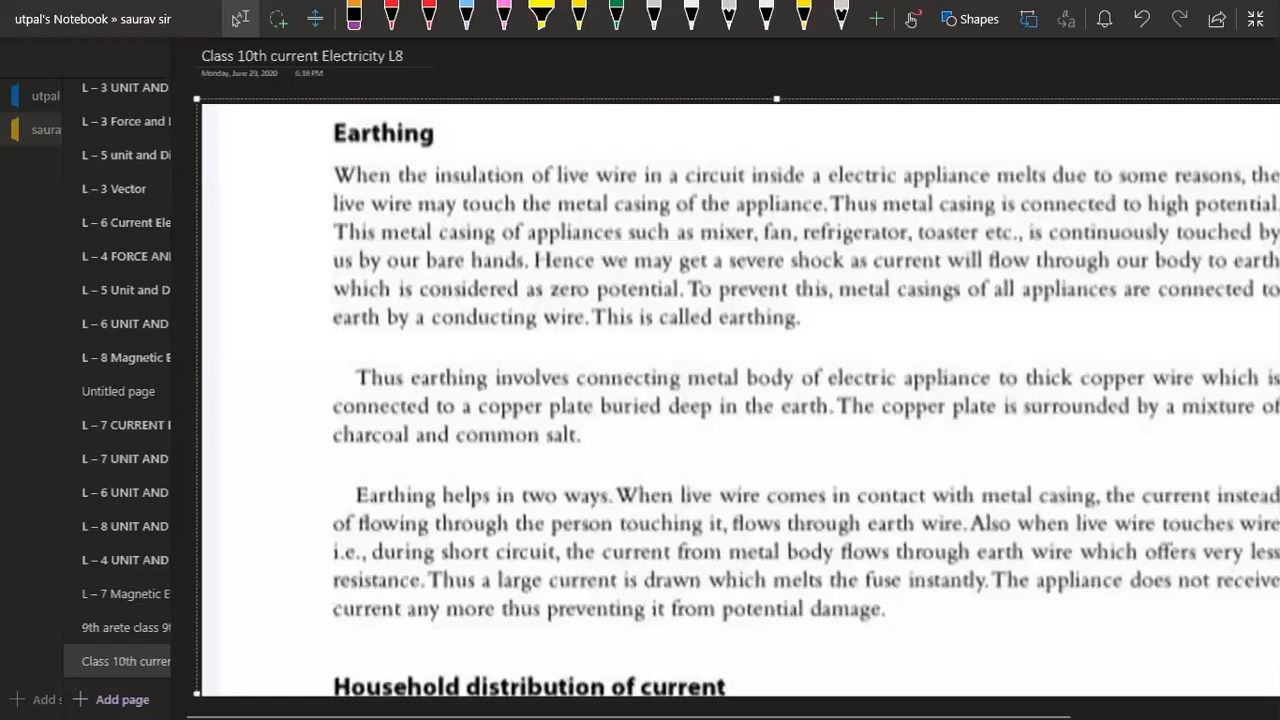 utpal's Notebook » saurav sir
Shapes
Class 10th current Electricity L8
Monday, June 29, 2020 6:18 PM
utpal
saura
L – 3 UNIT AND
L – 3 Force and
L – 5 unit and Di
L – 3 Vector
L – 6 Current Ele
L – 4 FORCE AN
L – 5 Unit and D
L – 6 UNIT AND
L – 8 Magnetic E
Untitled page
L – 7 CURRENT
L – 7 UNIT AND
L – 6 UNIT AND
L – 8 UNIT AND
L – 4 UNIT AND
L – 7 Magnetic E
9th arete class 9
Class 10th curre
Add
Add page
Earthing
When the insulation of live wire in a circuit inside a electric appliance melts due to some reasons, the
live wire may touch the metal casing of the appliance. Thus metal casing is connected to high potential.
This metal casing of appliances such as mixer, fan, refrigerator, toaster etc., is continuously touched by
us by our bare hands. Hence we may get a severe shock as current will flow through our body to earth
which is considered as zero potential. To prevent this, metal casings of all appliances are connected to
earth by a conducting wire. This is called earthing.
Thus earthing involves connecting metal body of electric appliance to thick copper wire which is
connected to a copper plate buried deep in the earth. The copper plate is surrounded by a mixture of
charcoal and common salt.
Earthing helps in two ways. When live wire comes in contact with metal casing, the current instead
of flowing through the person touching it, flows through earth wire. Also when live wire touches wire
i.e., during short circuit, the current from metal body flows through earth wire which offers very less
resistance. Thus a large current is drawn which melts the fuse instantly. The appliance does not receive
current any more thus preventing it from potential damage.
Household distribution of current